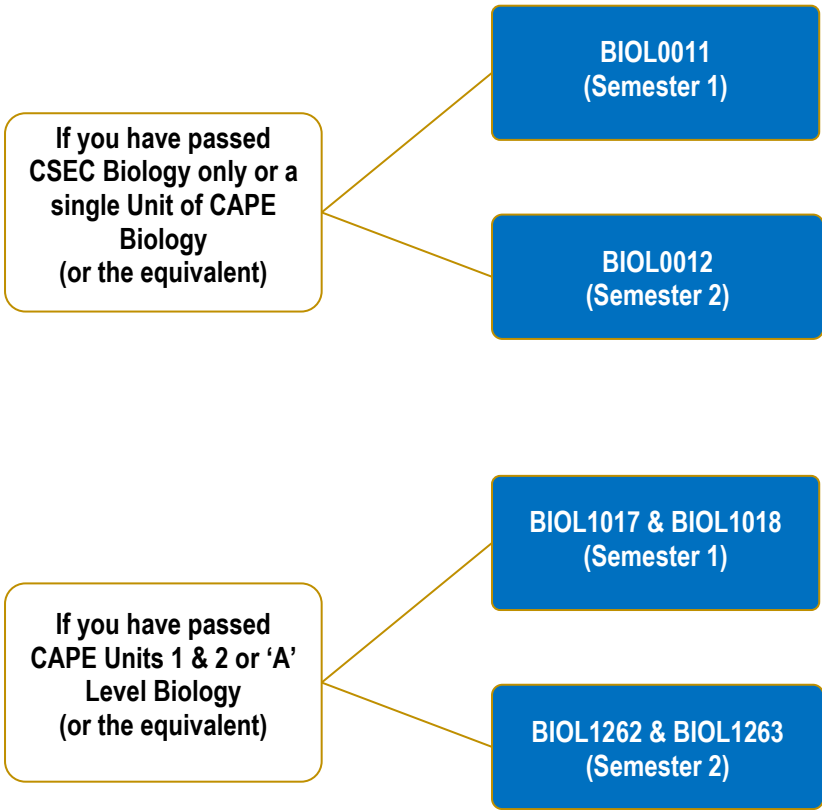 BIOL0011
(Semester 1)
If you have passed
CSEC Biology only or a
single Unit of CAPE
Biology
(or the equivalent)
BIOL0012
(Semester 2)
BIOL1017 & BIOL1018
(Semester 1)
If you have passed
CAPE Units 1 & 2 or ‘A’
Level Biology
(or the equivalent)
BIOL1262 & BIOL1263
(Semester 2)